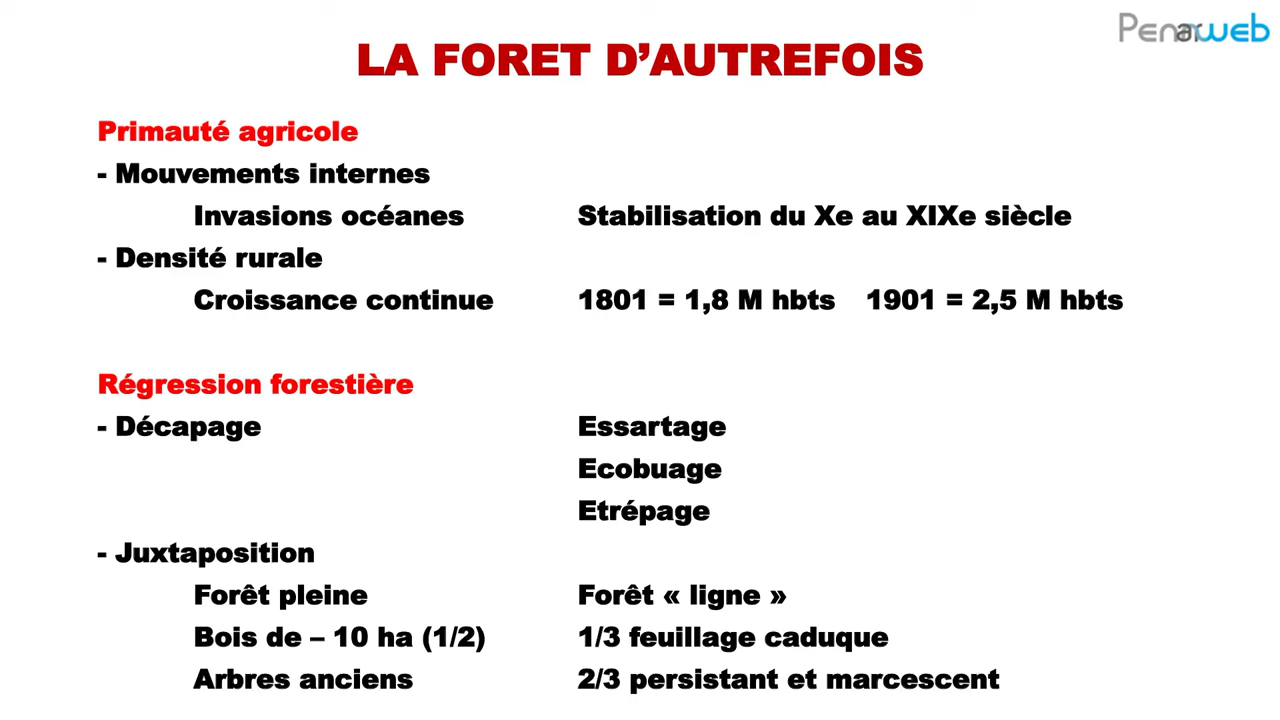 Penarweb
LA FORET D’AUTREFOIS
Primauté agricole
- Mouvements internes
Invasions océanes Stabilisation du Xe au XIXe siècle
- Densité rurale
Croissance continue 1801 = 1,8 M hbts 1901 = 2,5 M hbts
Régression forestière
- Décapage Essartage
Ecobuage
Etrépage
- Juxtaposition
Forêt pleine Forêt « ligne »
Bois de – 10 ha (1/2) 1/3 feuillage caduque
Arbres anciens 2/3 persistant et marcescent